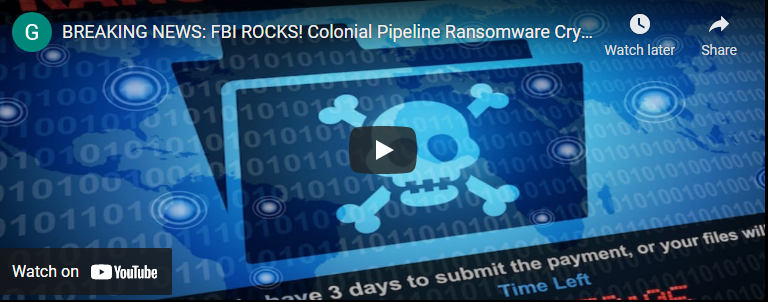 G
BREAKING NEWS: FBI ROCKS! Colonial Pipeline Ransomware Cry...
Watch later
Share
have 3 days to submit the payment, or your files will
Time Left
Watch on YouTube